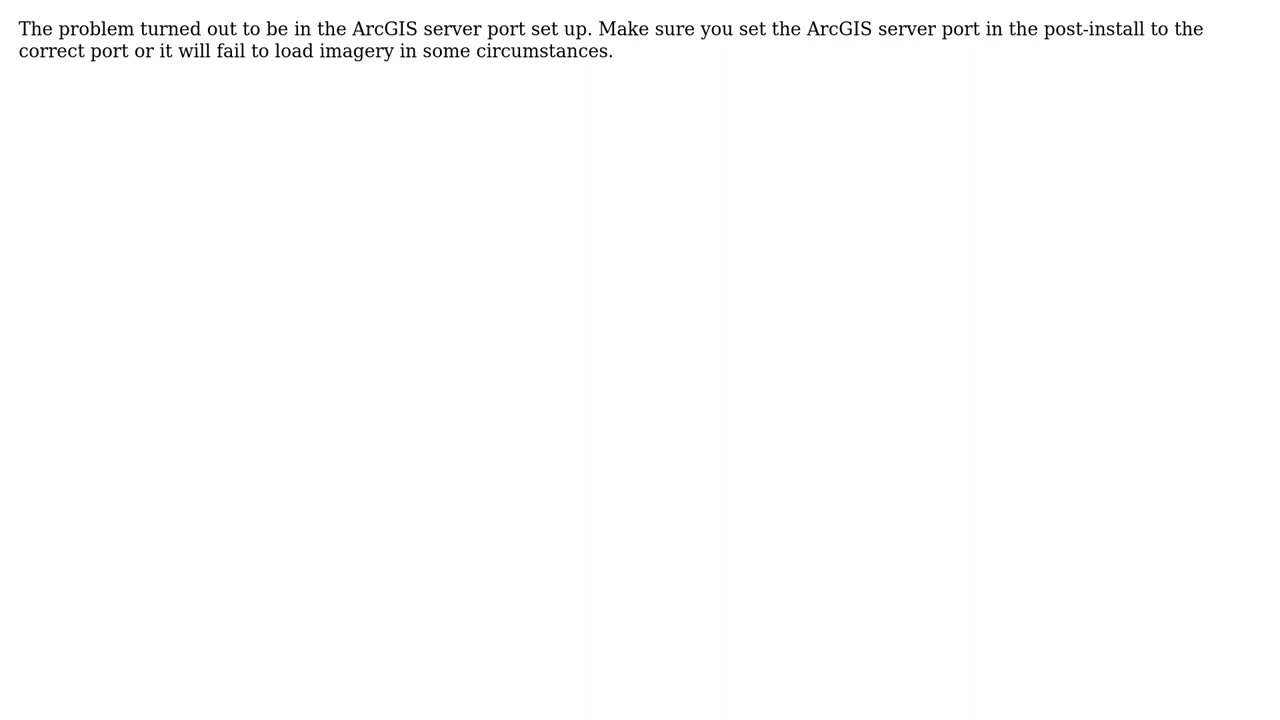 The problem turned out to be in the ArcGIS server port set up. Make sure you set the ArcGIS server port in the post-install to the
correct port or it will fail to load imagery in some circumstances.